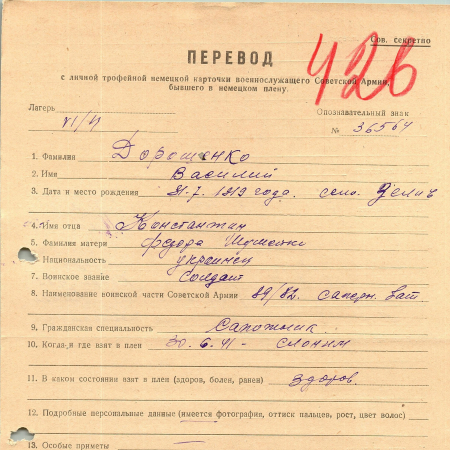 Сов. секретно
42в
ПЕРЕВОД
с личной трофейной немецкой карточки военнослужащего Советской Армии,
бывшего в немецком плену.
Лагерь
Опознавательный знак
VI/A
№ 36564
1. Фамилия Дорошенко
2. Имя Василий
3. Дата и место рождения 21.7.1919 года. село
4. Имя отца Константин
5. Фамилия матери Федора
6. Национальность украинец
7. Воинское звание Солдат
8. Наименование воинской части Советской Армии 89/82. саперн. бат.
9. Гражданская специальность Сапожник
10. Когда и где взят в плен 30.6.41 - Слоним
11. В каком состоянии взят в плен (здоров, болен, ранен) Здоров.
12. Подробные персональные данные (имеется фотография, оттиск пальцев, рост, цвет волос)
13. Особые приметы —